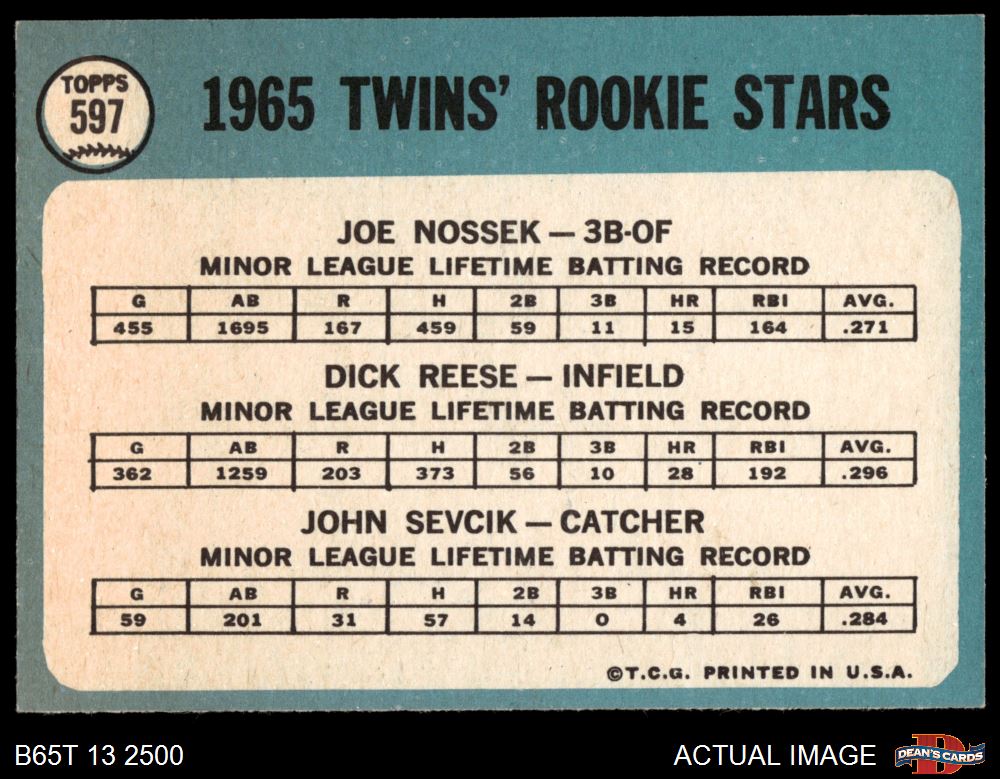 TOPPS
597
1965 TWINS' ROOKIE STARS
JOE NOSSEK — 3B-OF
MINOR LEAGUE LIFETIME BATTING RECORD
G AB R H 2B 3B HR RBI AVG.
455 1695 167 459 59 11 15 164 .271
DICK REESE — INFIELD
MINOR LEAGUE LIFETIME BATTING RECORD
G AB R H 2B 3B HR RBI AVG.
362 1259 203 373 56 10 28 192 .296
JOHN SEVCIK — CATCHER
MINOR LEAGUE LIFETIME BATTING RECORD
G AB R H 2B 3B HR RBI AVG.
59 201 31 57 14 0 4 26 .284
©T.C.G. PRINTED IN U.S.A.
B65T 13 2500
ACTUAL IMAGE
D
DEAN'S CARDS